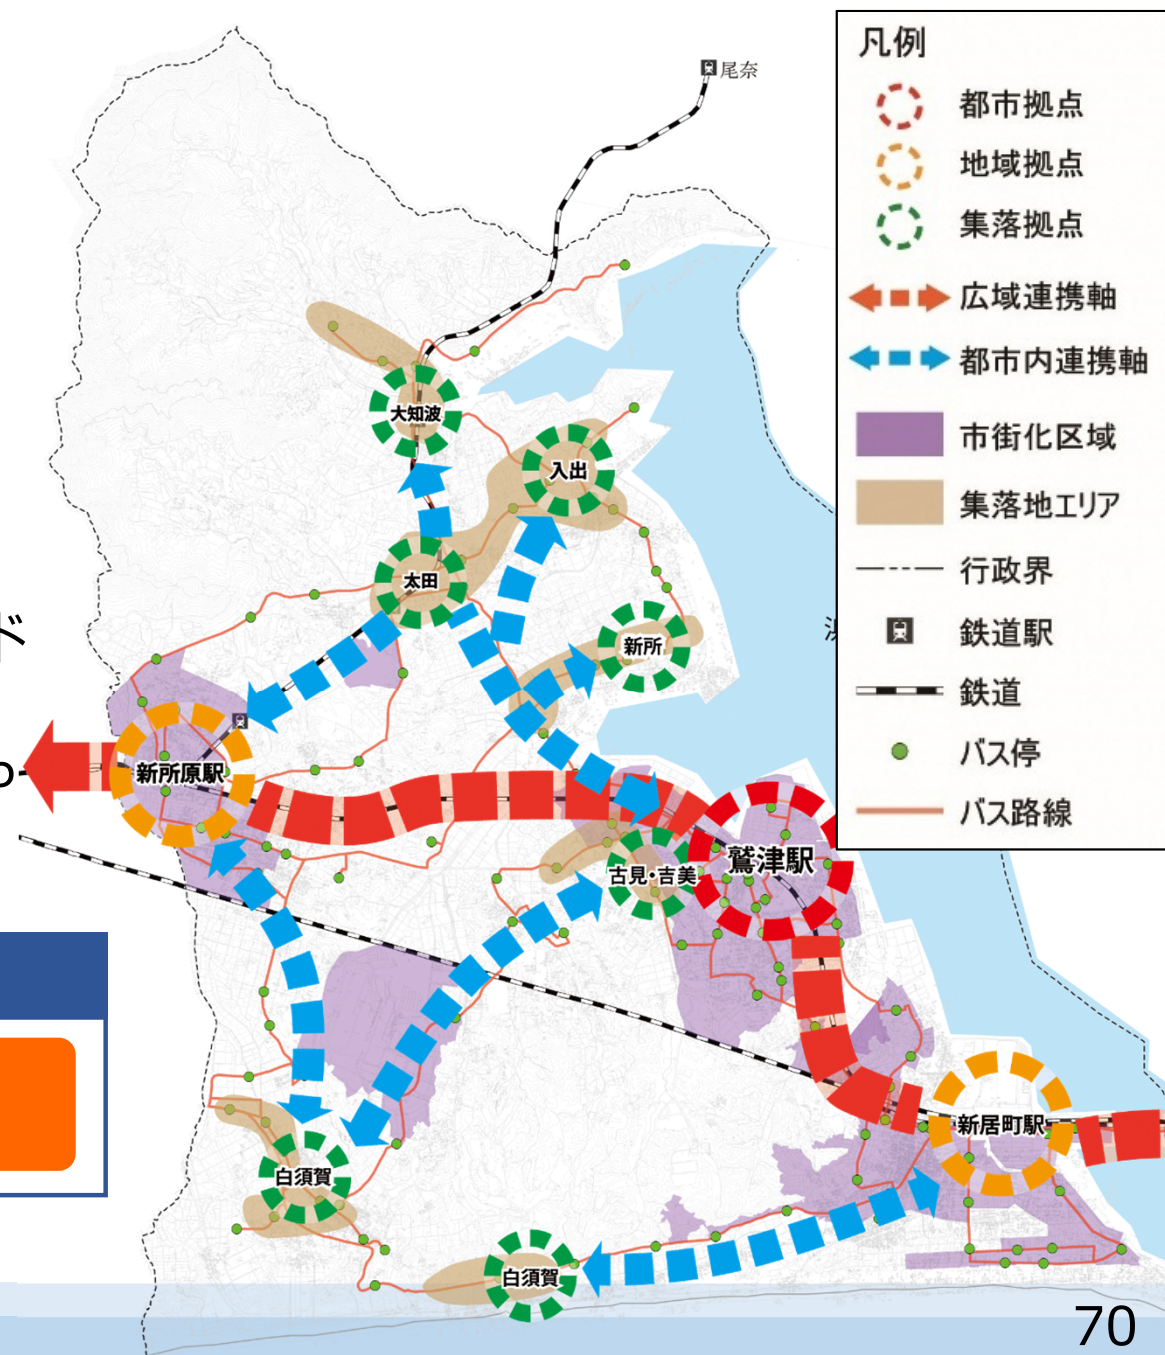 尾奈
凡例
都市拠点
地域拠点
集落拠点
広域連携軸
都市内連携軸
市街化区域
集落地エリア
行政界
鉄道駅
鉄道
バス停
バス路線
大知波
入出
太田
ド
新所
新所原駅
鷲津駅
古見・吉美
新居町駅
白須賀
白須賀
70